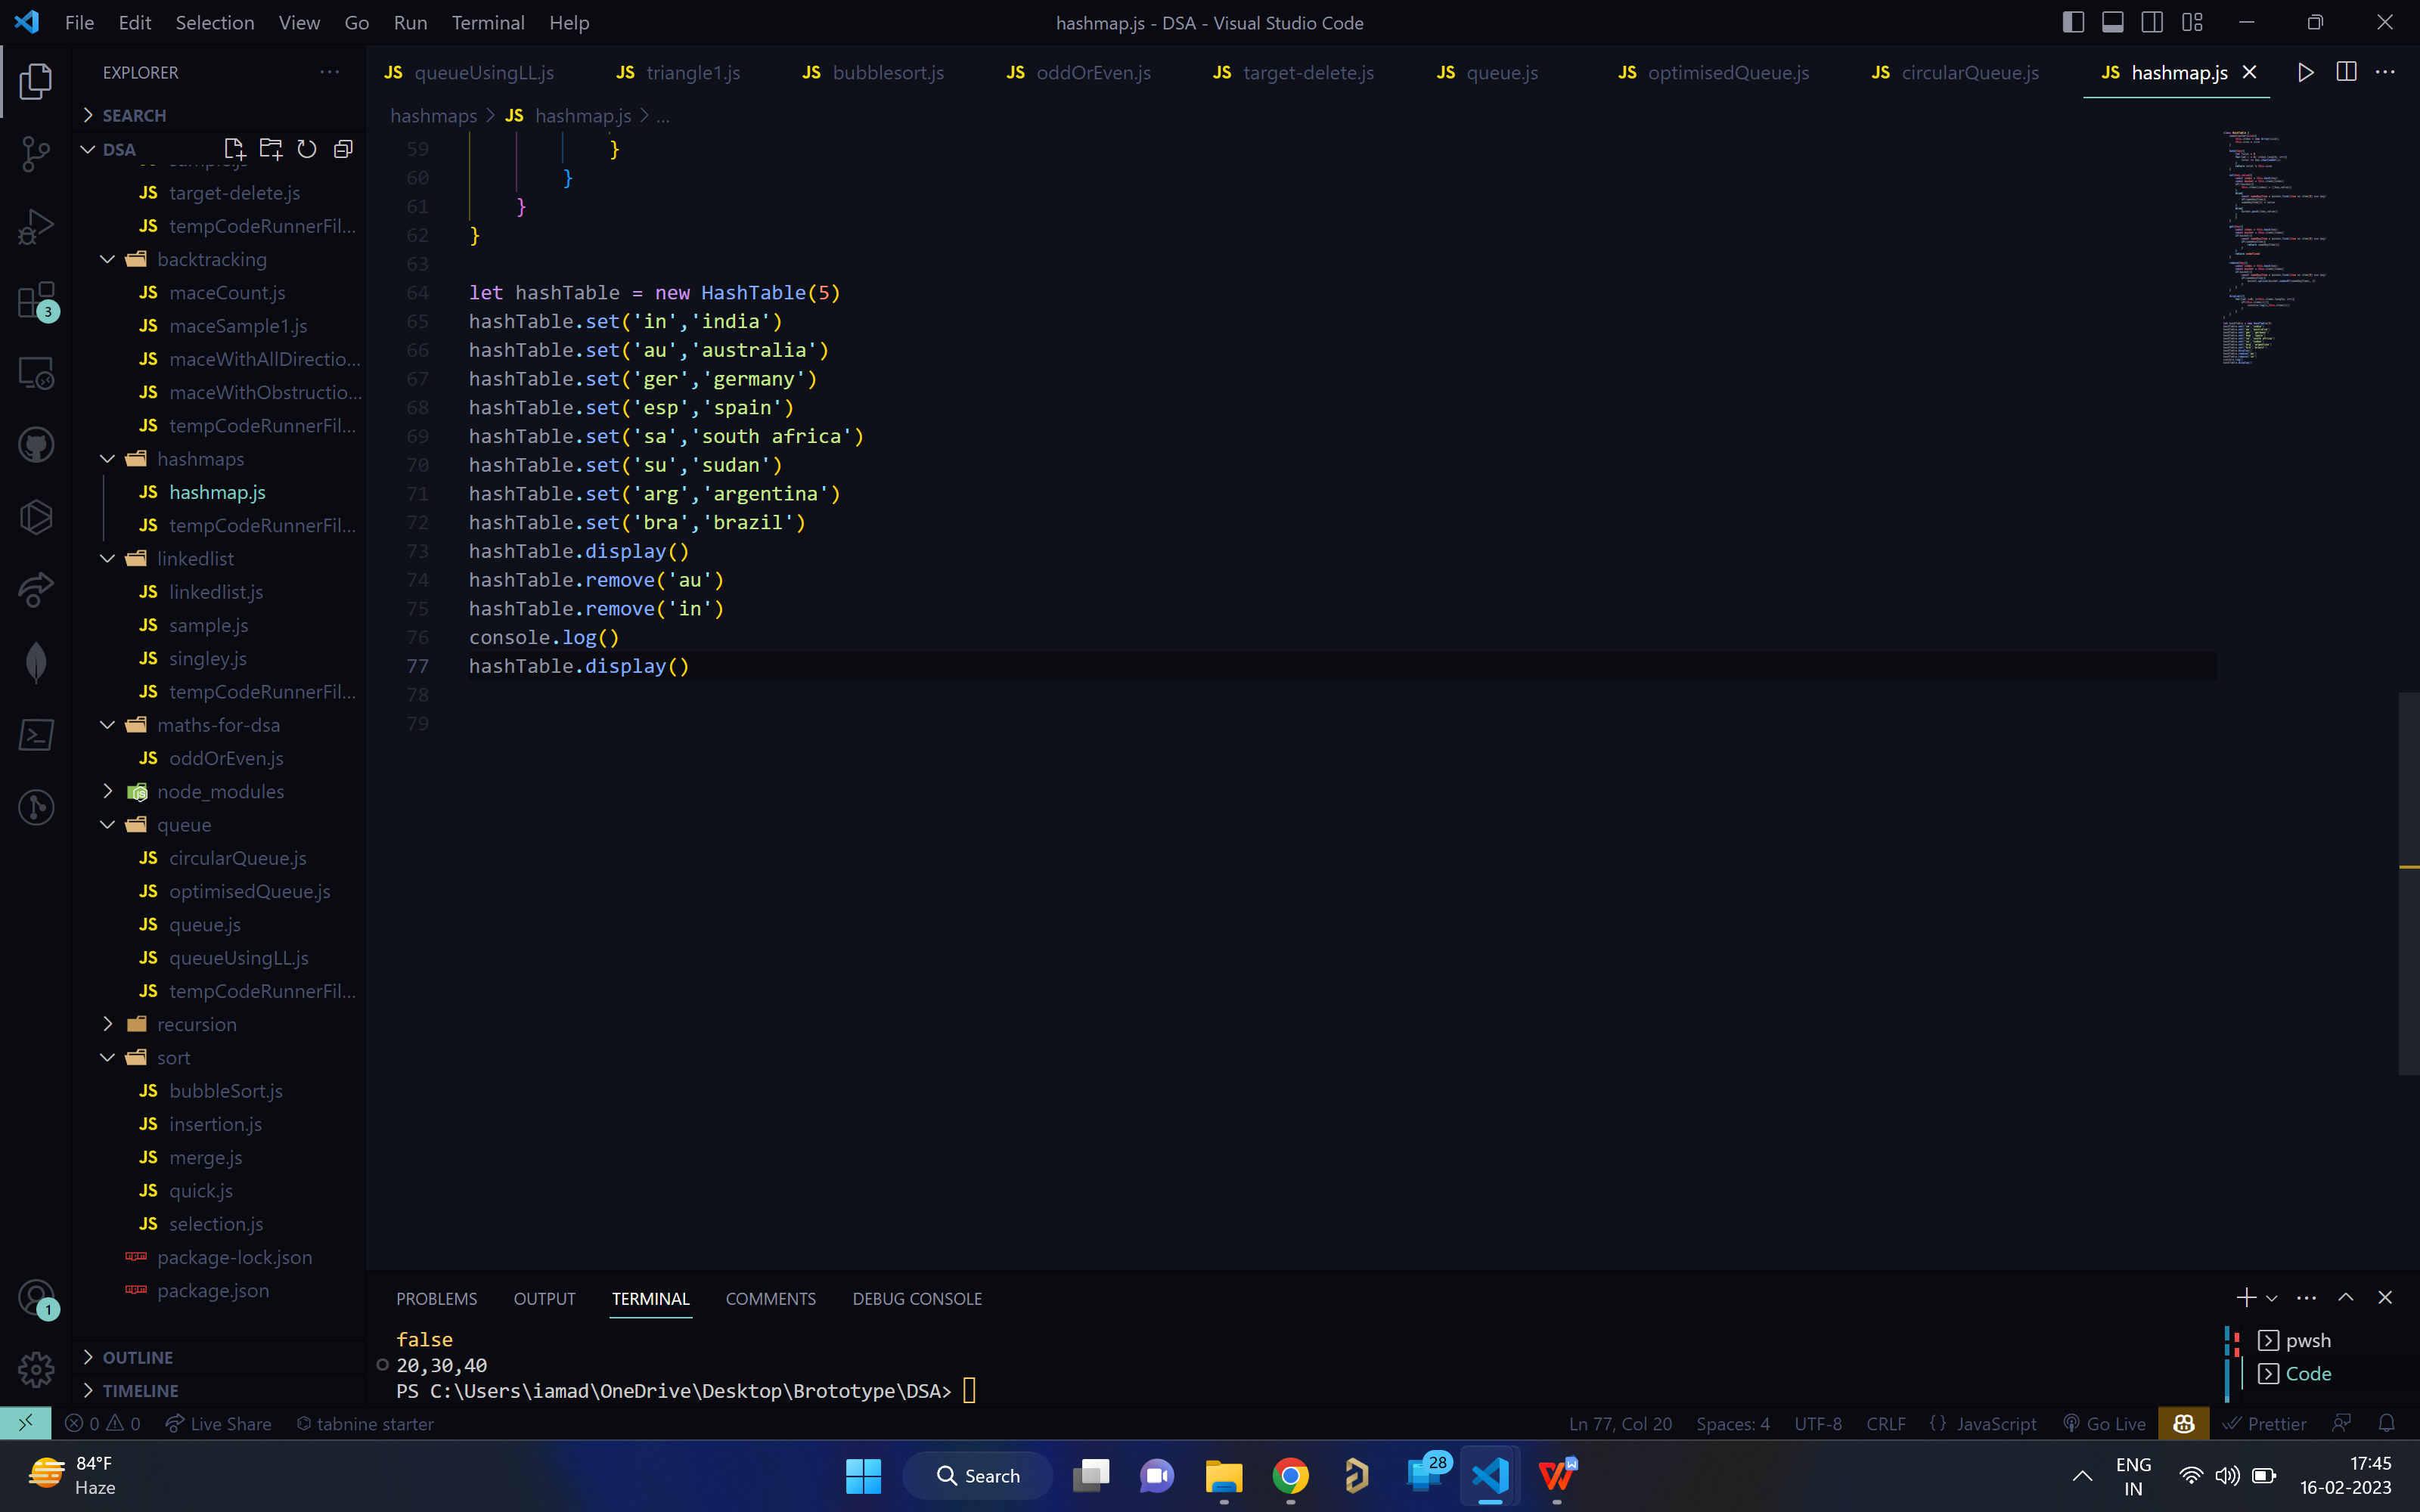 File Edit Selection View Go Run Terminal Help
hashmap.js - DSA - Visual Studio Code
EXPLORER
SEARCH
DSA
sample.js
JS target-delete.js
JS tempCodeRunnerFil...
backtracking
JS maceCount.js
JS maceSample1.js
JS maceWithAllDirectio...
JS maceWithObstructio...
JS tempCodeRunnerFil...
hashmaps
JS hashmap.js
JS tempCodeRunnerFil...
linkedlist
JS linkedlist.js
JS sample.js
JS singley.js
JS tempCodeRunnerFil...
maths-for-dsa
JS oddOrEven.js
node_modules
queue
JS circularQueue.js
JS optimisedQueue.js
JS queue.js
JS queueUsingLL.js
JS tempCodeRunnerFil...
recursion
sort
JS bubbleSort.js
JS insertion.js
JS merge.js
JS quick.js
JS selection.js
package-lock.json
package.json
OUTLINE
TIMELINE
3
1
JS queueUsingLL.js JS triangle1.js JS bubblesort.js JS oddOrEven.js JS target-delete.js JS queue.js JS optimisedQueue.js JS circularQueue.js JS hashmap.js
hashmaps > JS hashmap.js > ...
59 }
60 }
61 }
62 }
63
64 let hashTable = new HashTable(5)
65 hashTable.set('in','india')
66 hashTable.set('au','australia')
67 hashTable.set('ger','germany')
68 hashTable.set('esp','spain')
69 hashTable.set('sa','south africa')
70 hashTable.set('su','sudan')
71 hashTable.set('arg','argentina')
72 hashTable.set('bra','brazil')
73 hashTable.display()
74 hashTable.remove('au')
75 hashTable.remove('in')
76 console.log()
77 hashTable.display()
78
79
PROBLEMS OUTPUT TERMINAL COMMENTS DEBUG CONSOLE
false
20,30,40
PS C:\Users\iamad\OneDrive\Desktop\Brototype\DSA>
pwsh
Code
0 0 Live Share tabnine starter
Ln 77, Col 20 Spaces: 4 UTF-8 CRLF {} JavaScript Go Live Prettier
84°F
Haze
Search
28
ENG
IN
17:45
16-02-2023